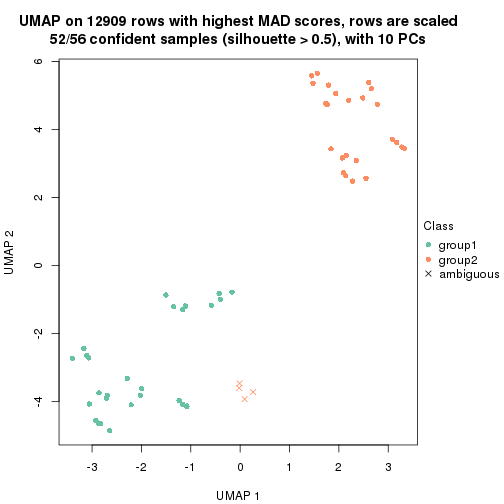 UMAP on 12909 rows with highest MAD scores, rows are scaled
52/56 confident samples (silhouette > 0.5), with 10 PCs
6
4
2
0
-2
-4
UMAP 2
-3
-2
-1
0
1
2
3
UMAP 1
Class
group1
group2
ambiguous